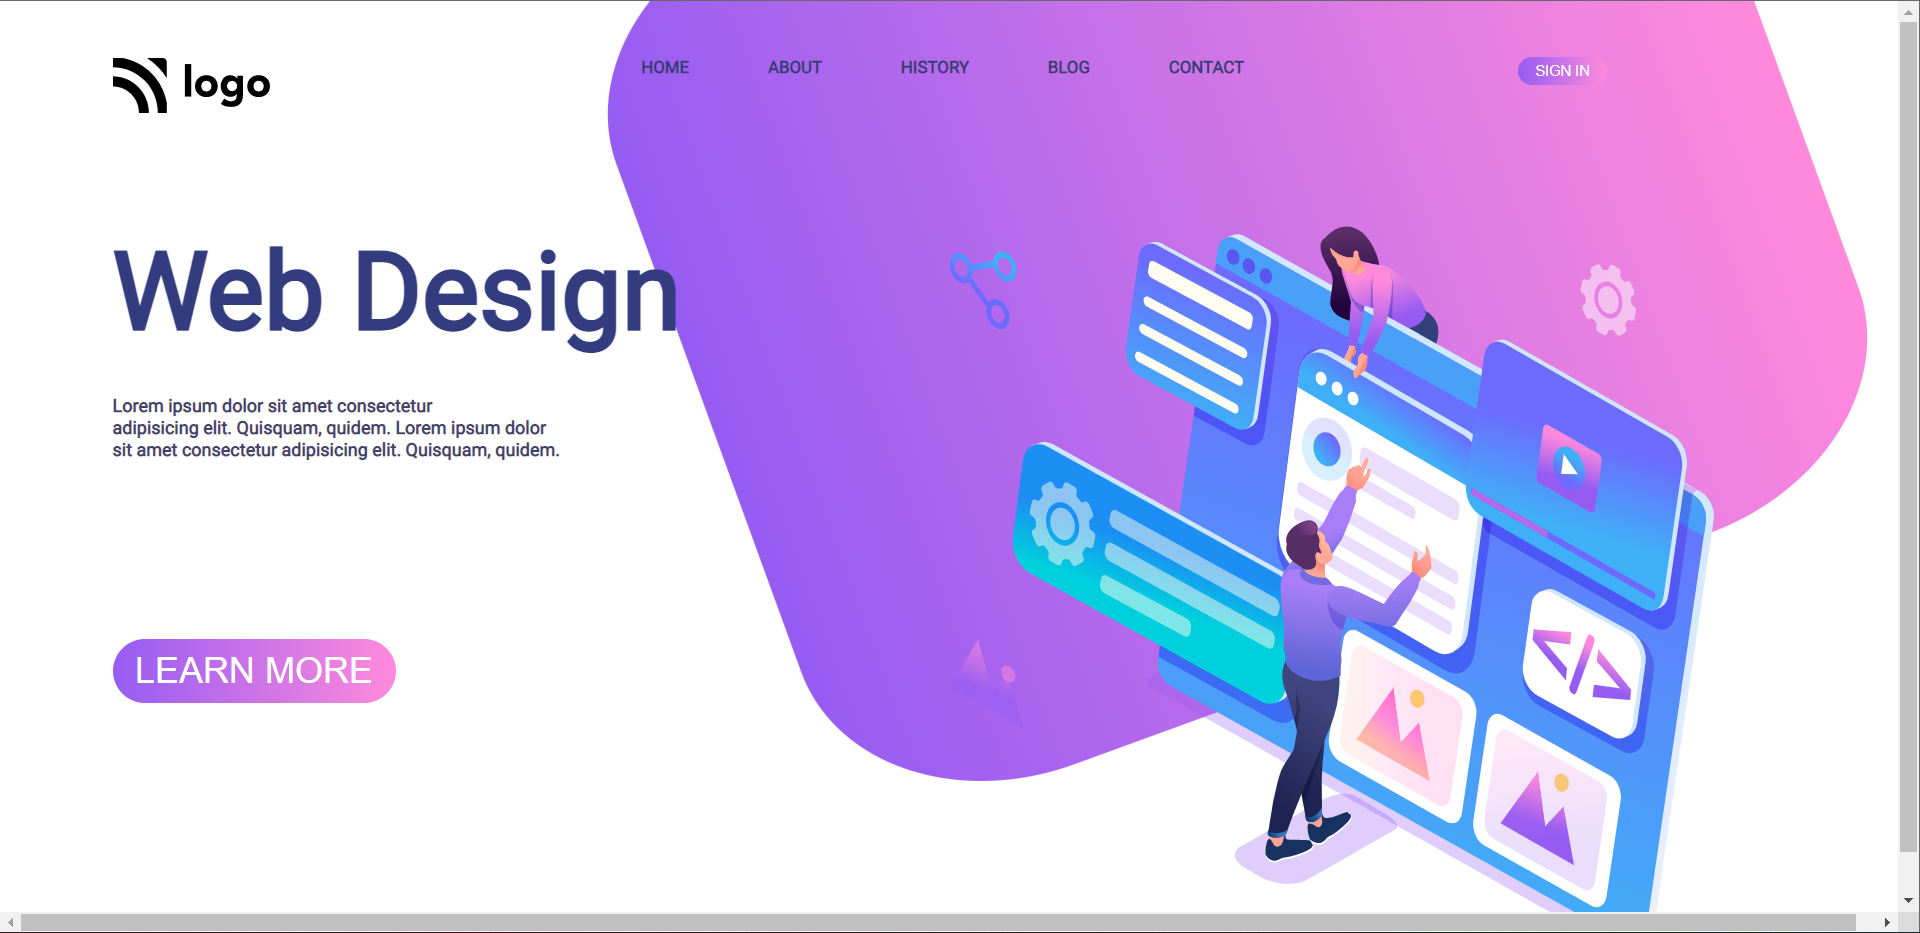 logo
HOME
ABOUT
HISTORY
BLOG
CONTACT
SIGN IN
Web Design
Lorem ipsum dolor sit amet consectetur
adipisicing elit. Quisquam, quidem. Lorem ipsum dolor
sit amet consectetur adipisicing elit. Quisquam, quidem.
LEARN MORE